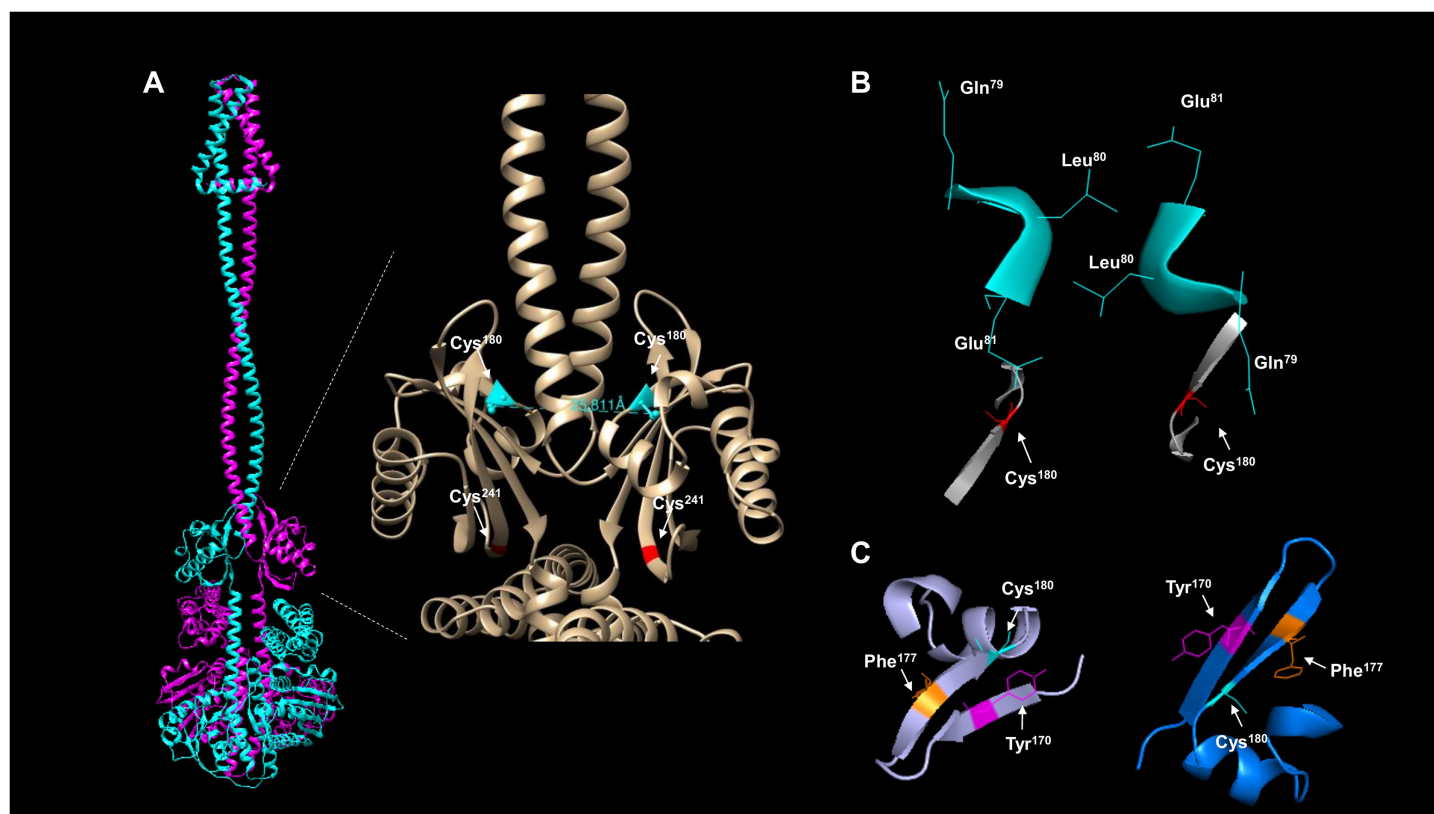 A
Cys¹⁸⁰
Cys¹⁸⁰
Cys²⁴¹
Cys²⁴¹
B
Gln⁷⁹
Glu⁸¹
Leu⁸⁰
Leu⁸⁰
Glu⁸¹
Gln⁷⁹
Cys¹⁸⁰
Cys¹⁸⁰
C
Cys¹⁸⁰
Phe¹⁷⁷
Tyr¹⁷⁰
Tyr¹⁷⁰
Phe¹⁷⁷
Cys¹⁸⁰